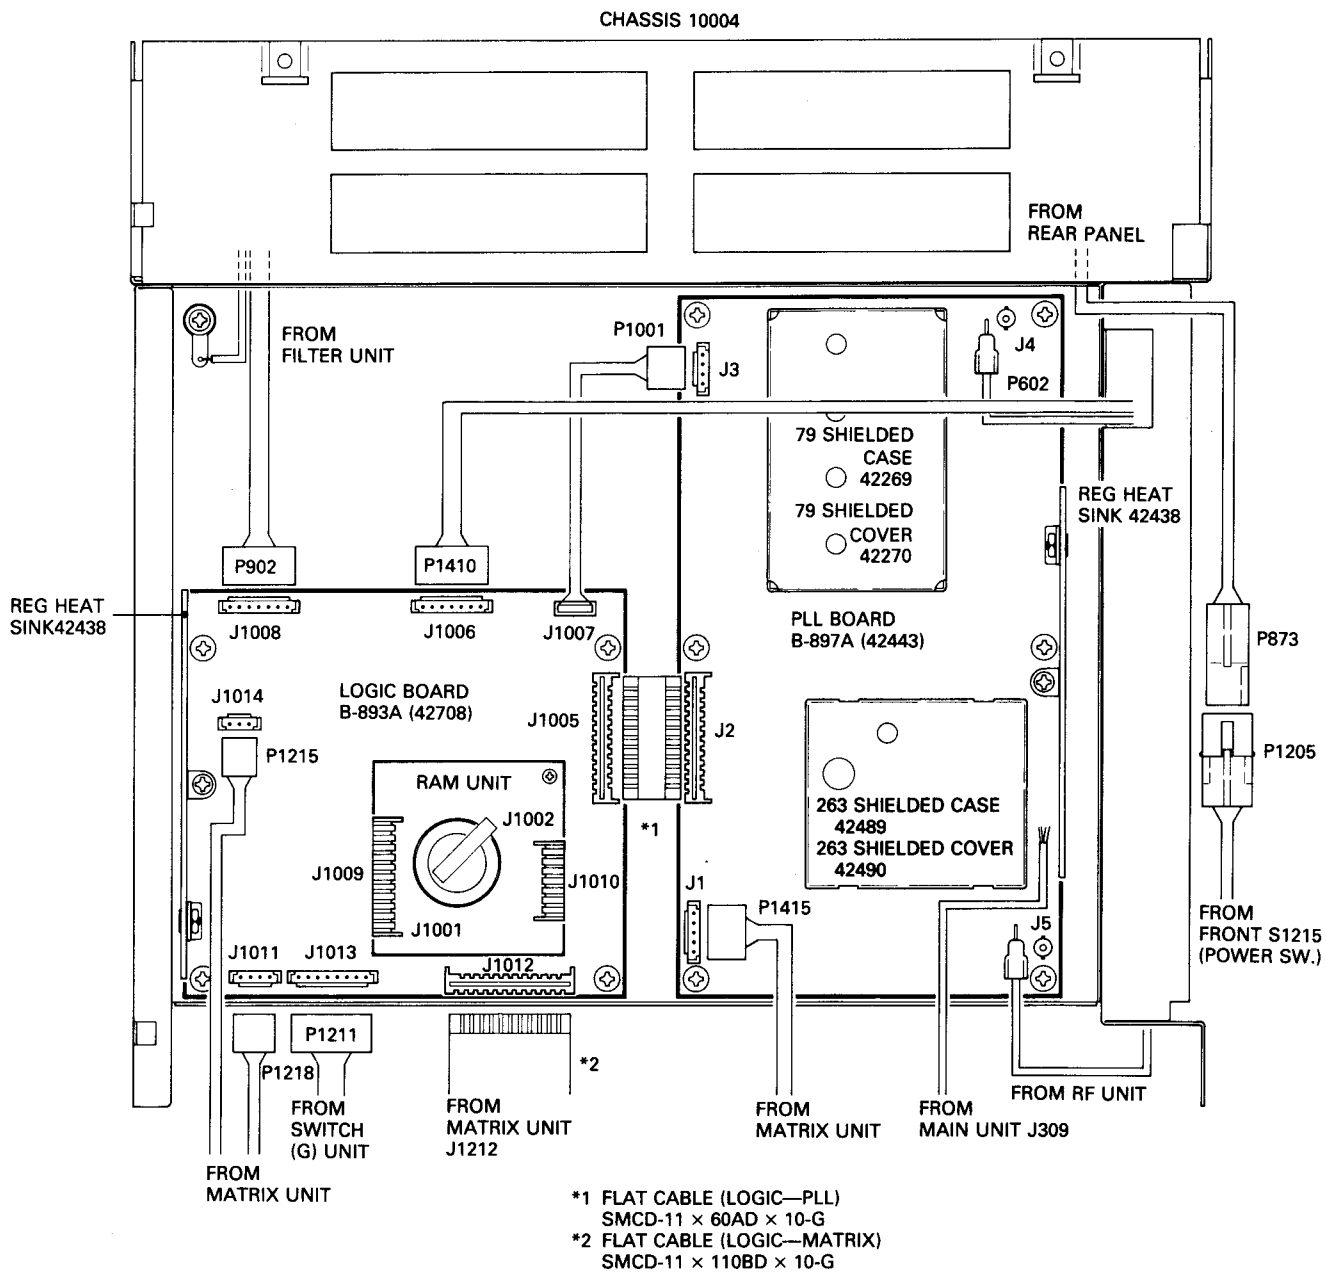 CHASSIS 10004
FROM
REAR PANEL
FROM
FILTER UNIT
P1001
J3
J4
P602
79 SHIELDED
CASE
42269
79 SHIELDED
COVER
42270
REG HEAT
SINK 42438
P902
P1410
REG HEAT
SINK42438
J1008
J1006
J1007
PLL BOARD
B-897A (42443)
P873
J1014
LOGIC BOARD
B-893A (42708)
J1005
J2
P1215
P1205
RAM UNIT
J1002
*1
263 SHIELDED CASE
42489
263 SHIELDED COVER
42490
J1009
J1010
J1001
J1
P1415
J5
FROM
FRONT S1215
(POWER SW.)
J1011
J1013
J1012
P1211
P1218
*2
FROM
SWITCH
(G) UNIT
FROM
MATRIX UNIT
J1212
FROM
MATRIX UNIT
FROM
MAIN UNIT J309
FROM RF UNIT
FROM
MATRIX UNIT
*1 FLAT CABLE (LOGIC—PLL)
SMCD-11 × 60AD × 10-G
*2 FLAT CABLE (LOGIC—MATRIX)
SMCD-11 × 110BD × 10-G